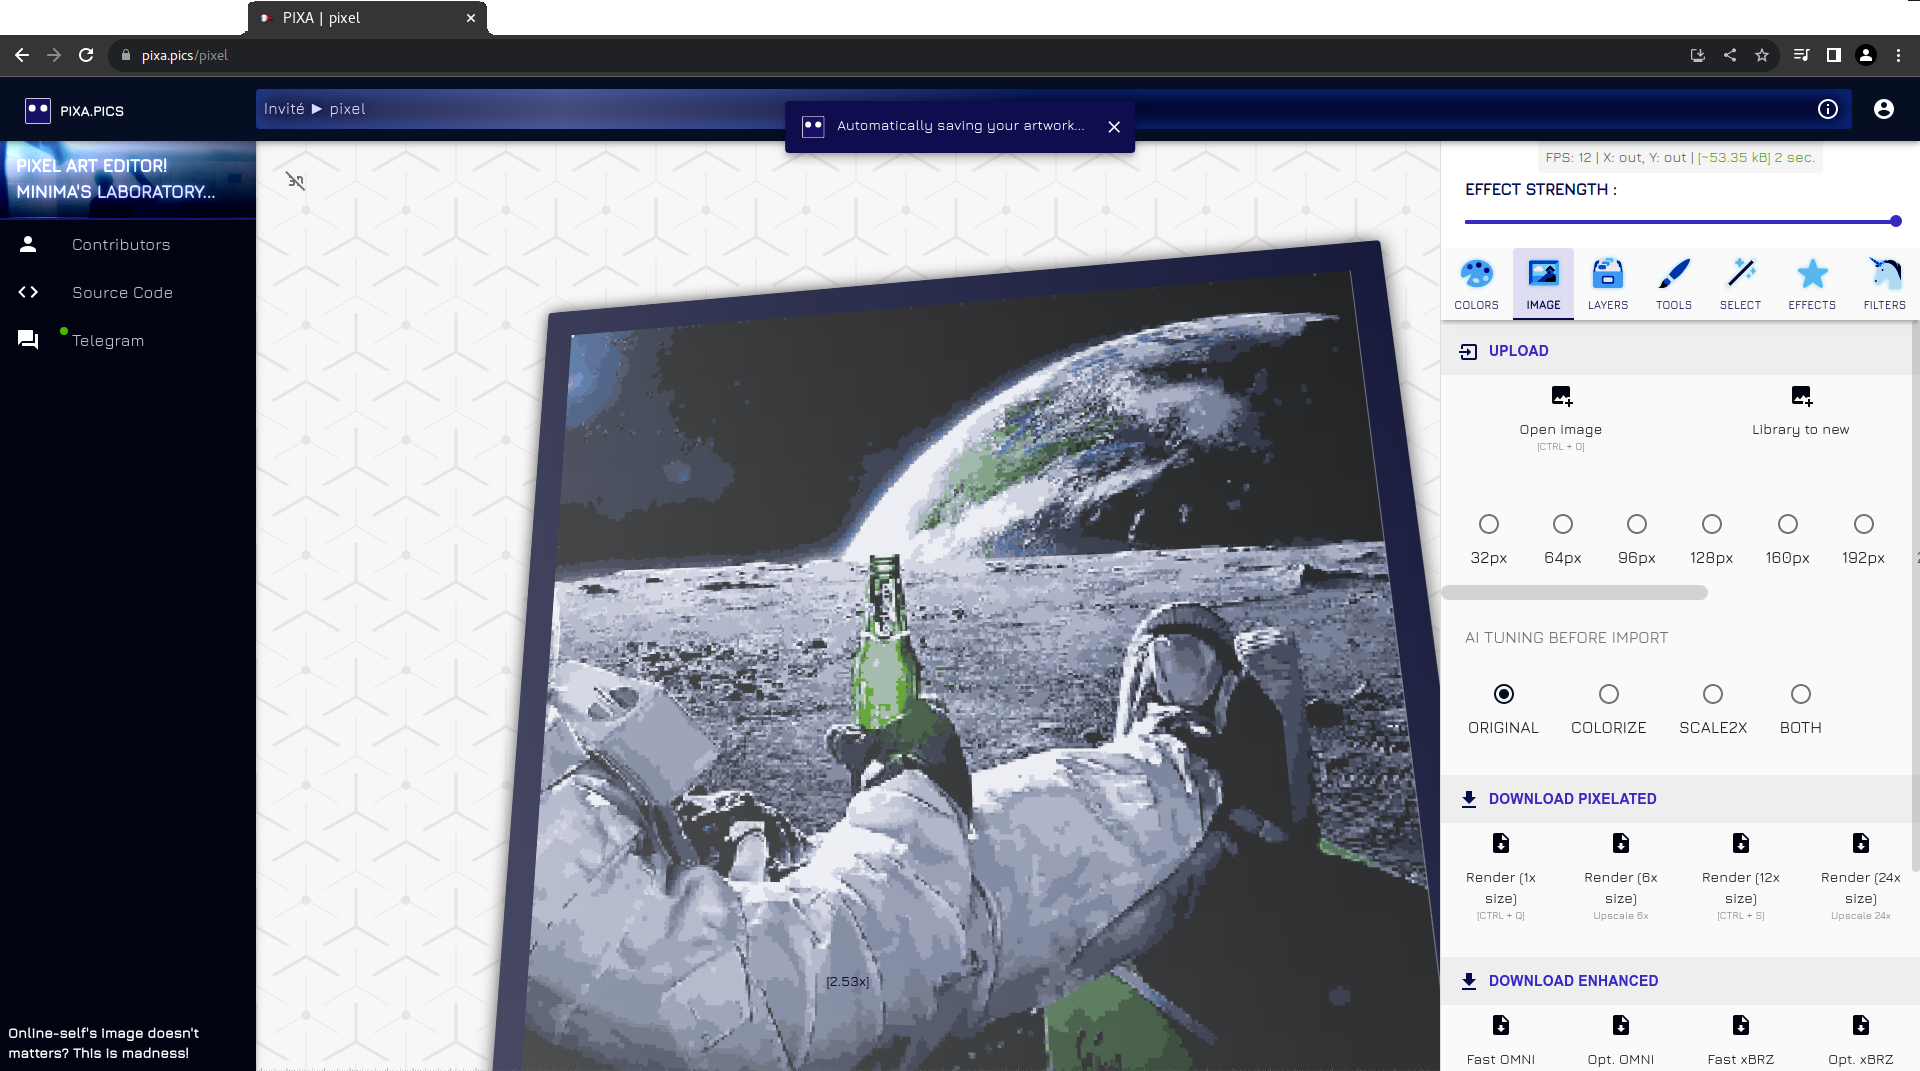 PIXA | pixel
pixa.pics/pixel
PIXA.PICS
Invité ► pixel
Automatically saving your artwork...
PIXEL ART EDITOR!
MINIMA'S LABORATORY...
Contributors
Source Code
Telegram
Online-self's image doesn't
matters? This is madness!
[2.53x]
FPS: 12 | X: out, Y: out | [~53.35 kB] 2 sec.
EFFECT STRENGTH :
COLORS
IMAGE
LAYERS
TOOLS
SELECT
EFFECTS
FILTERS
UPLOAD
Open image
[CTRL + O]
Library to new
32px
64px
96px
128px
160px
192px
AI TUNING BEFORE IMPORT
ORIGINAL
COLORIZE
SCALE2X
BOTH
DOWNLOAD PIXELATED
Render (1x
size)
[CTRL + Q]
Render (6x
size)
Upscale 6x
Render (12x
size)
[CTRL + S]
Render (24x
size)
Upscale 24x
DOWNLOAD ENHANCED
Fast OMNI
Opt. OMNI
Fast xBRZ
Opt. xBRZ